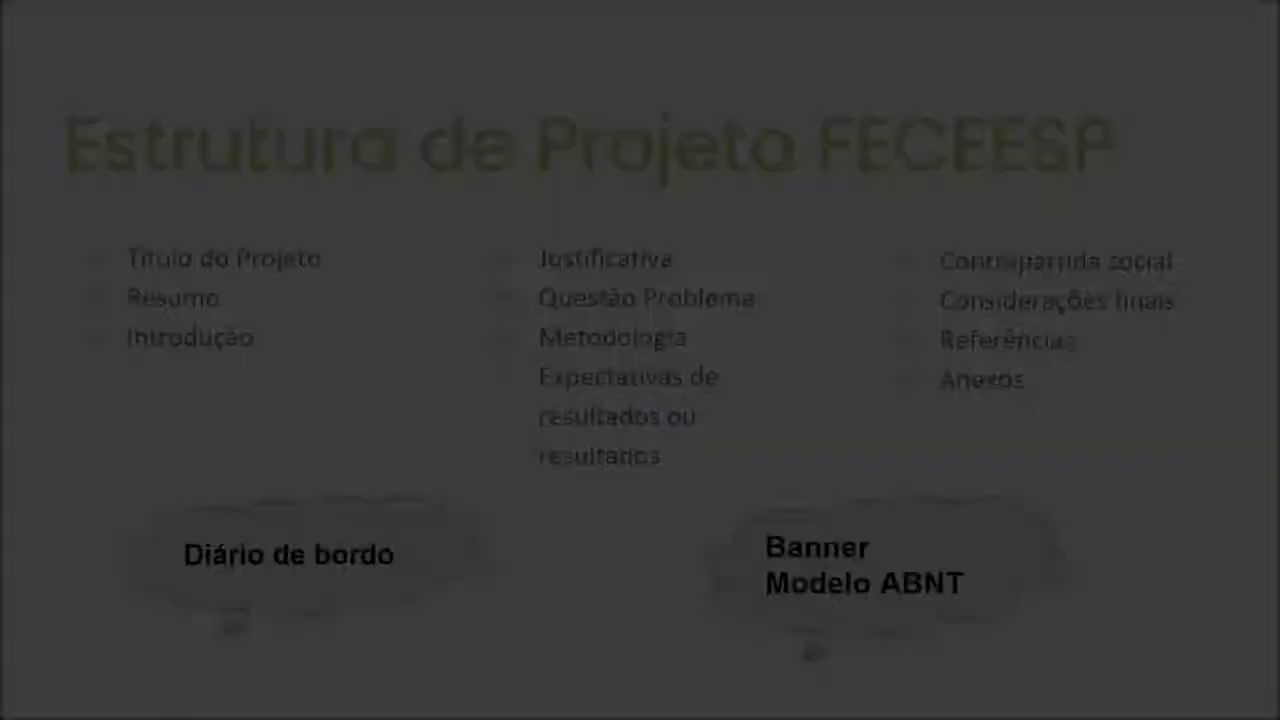 Estrutura de Projeto FECEESP
Título do Projeto
Resumo
Introdução
Justificativa
Questão Problema
Metodologia
Expectativas de
resultados ou
resultados
Contrapartida social
Considerações finais
Referências
Anexos
Diário de bordo
Banner
Modelo ABNT